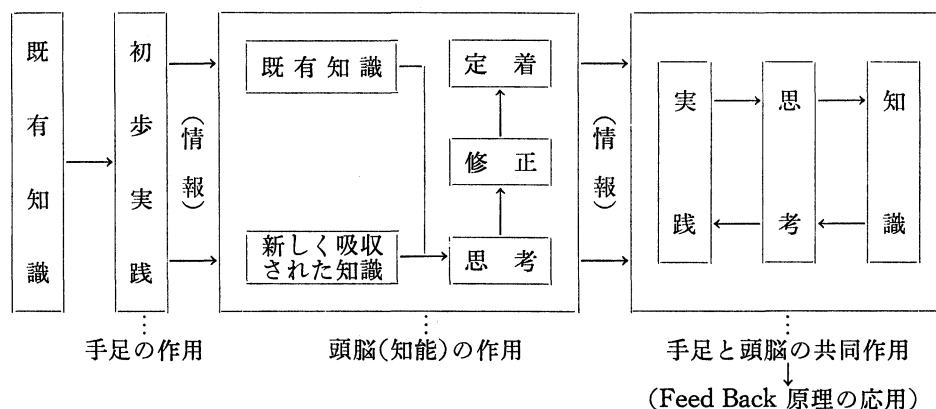 既有知識
初歩実践
(情報)
既有知識
新しく吸収
された知識
定着
修正
思考
(情報)
実践
思考
知識
手足の作用
頭脳(知能)の作用
手足と頭脳の共同作用
(Feed Back 原理の応用)